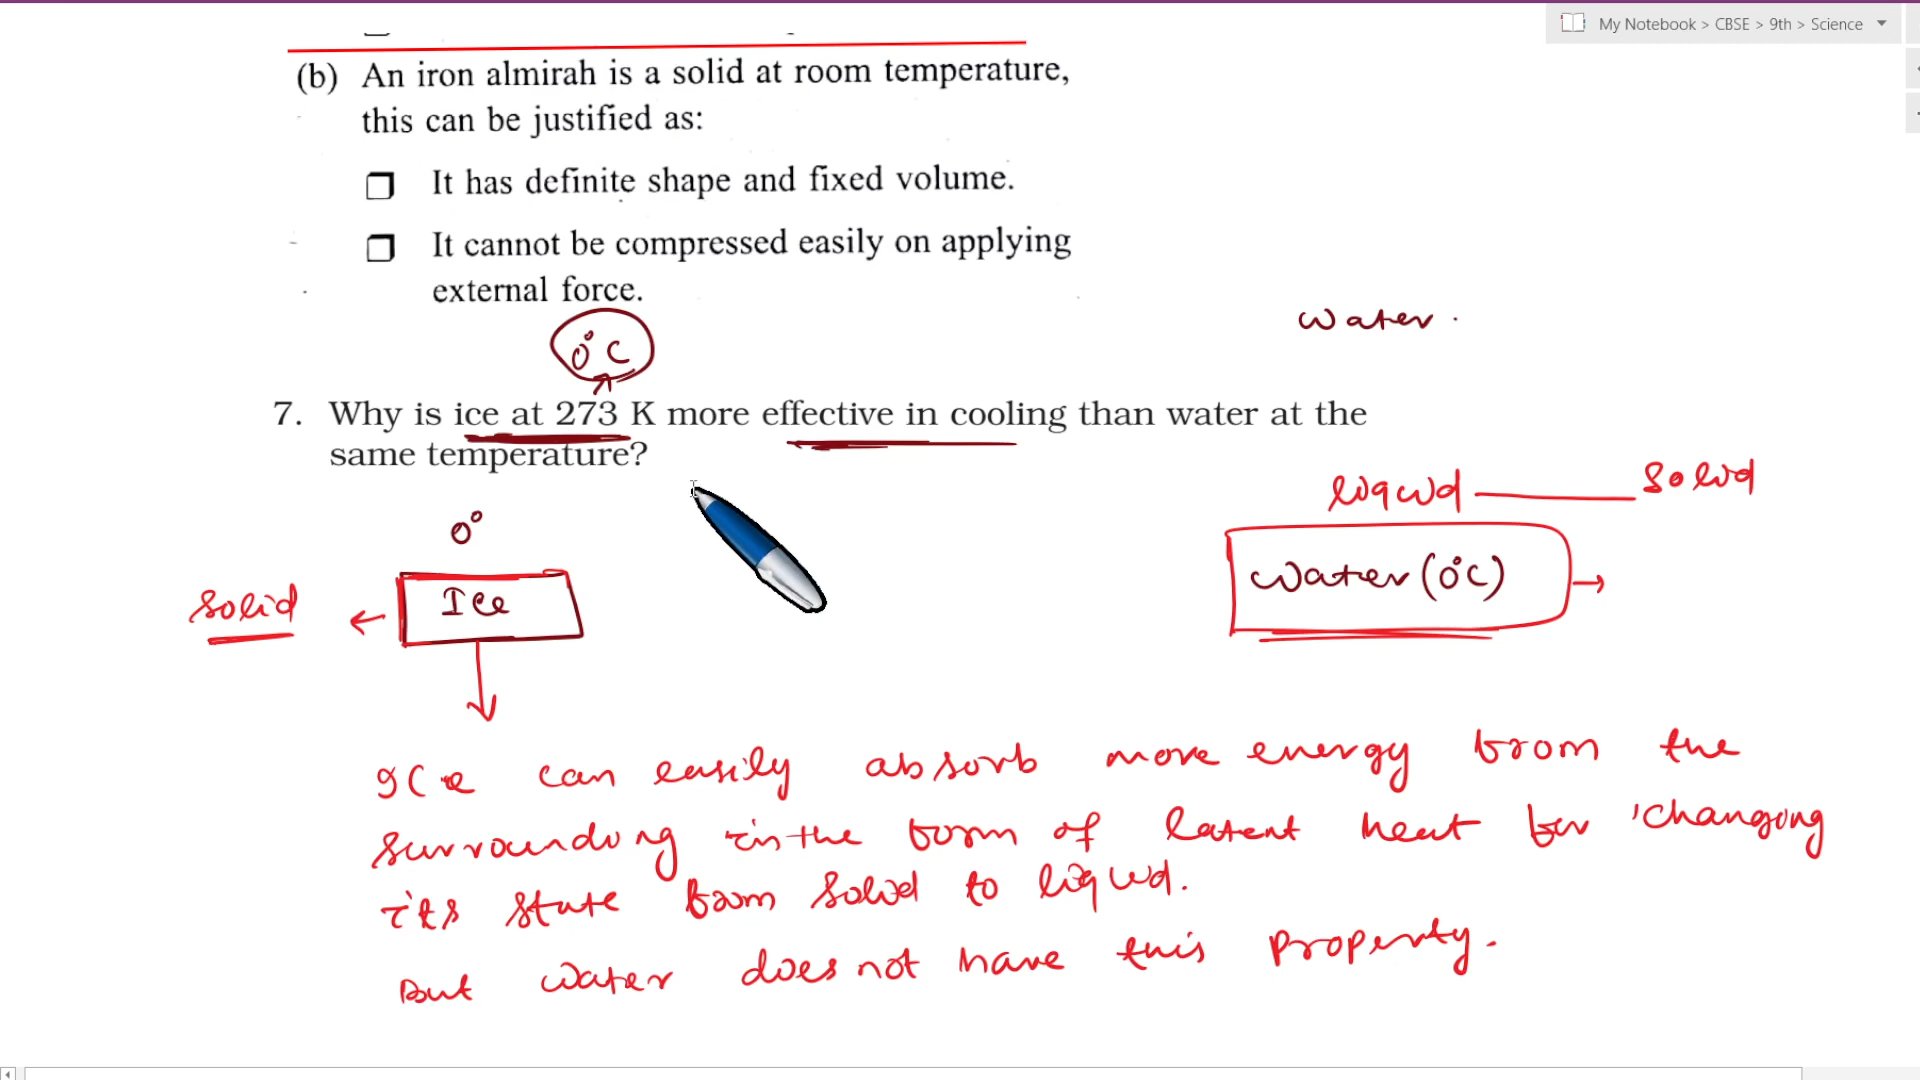 My Notebook > CBSE > 9th > Science
(b) An iron almirah is a solid at room temperature,
this can be justified as:
It has definite shape and fixed volume.
It cannot be compressed easily on applying
external force.
0°C
water.
7. Why is ice at 273 K more effective in cooling than water at the
same temperature?
liquid solid
0°
water (0°C)
solid Ice
Ice can easily absorb more energy from the
surrounding in the form of latent heat for changing
its state from solid to liquid.
But water does not have this property.